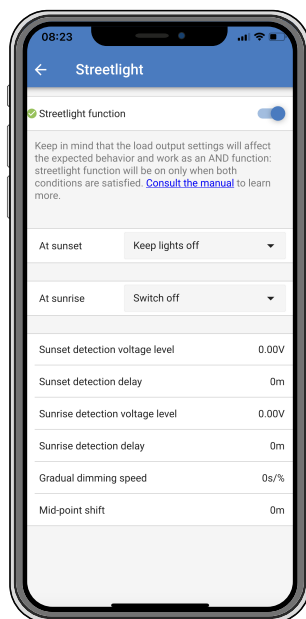 08:23
Streetlight
Streetlight function
Keep in mind that the load output settings will affect
the expected behavior and work as an AND function:
streetlight function will be on only when both
conditions are satisfied. Consult the manual to learn
more.
At sunset Keep lights off
At sunrise Switch off
Sunset detection voltage level 0.00V
Sunset detection delay 0m
Sunrise detection voltage level 0.00V
Sunrise detection delay 0m
Gradual dimming speed 0s/%
Mid-point shift 0m